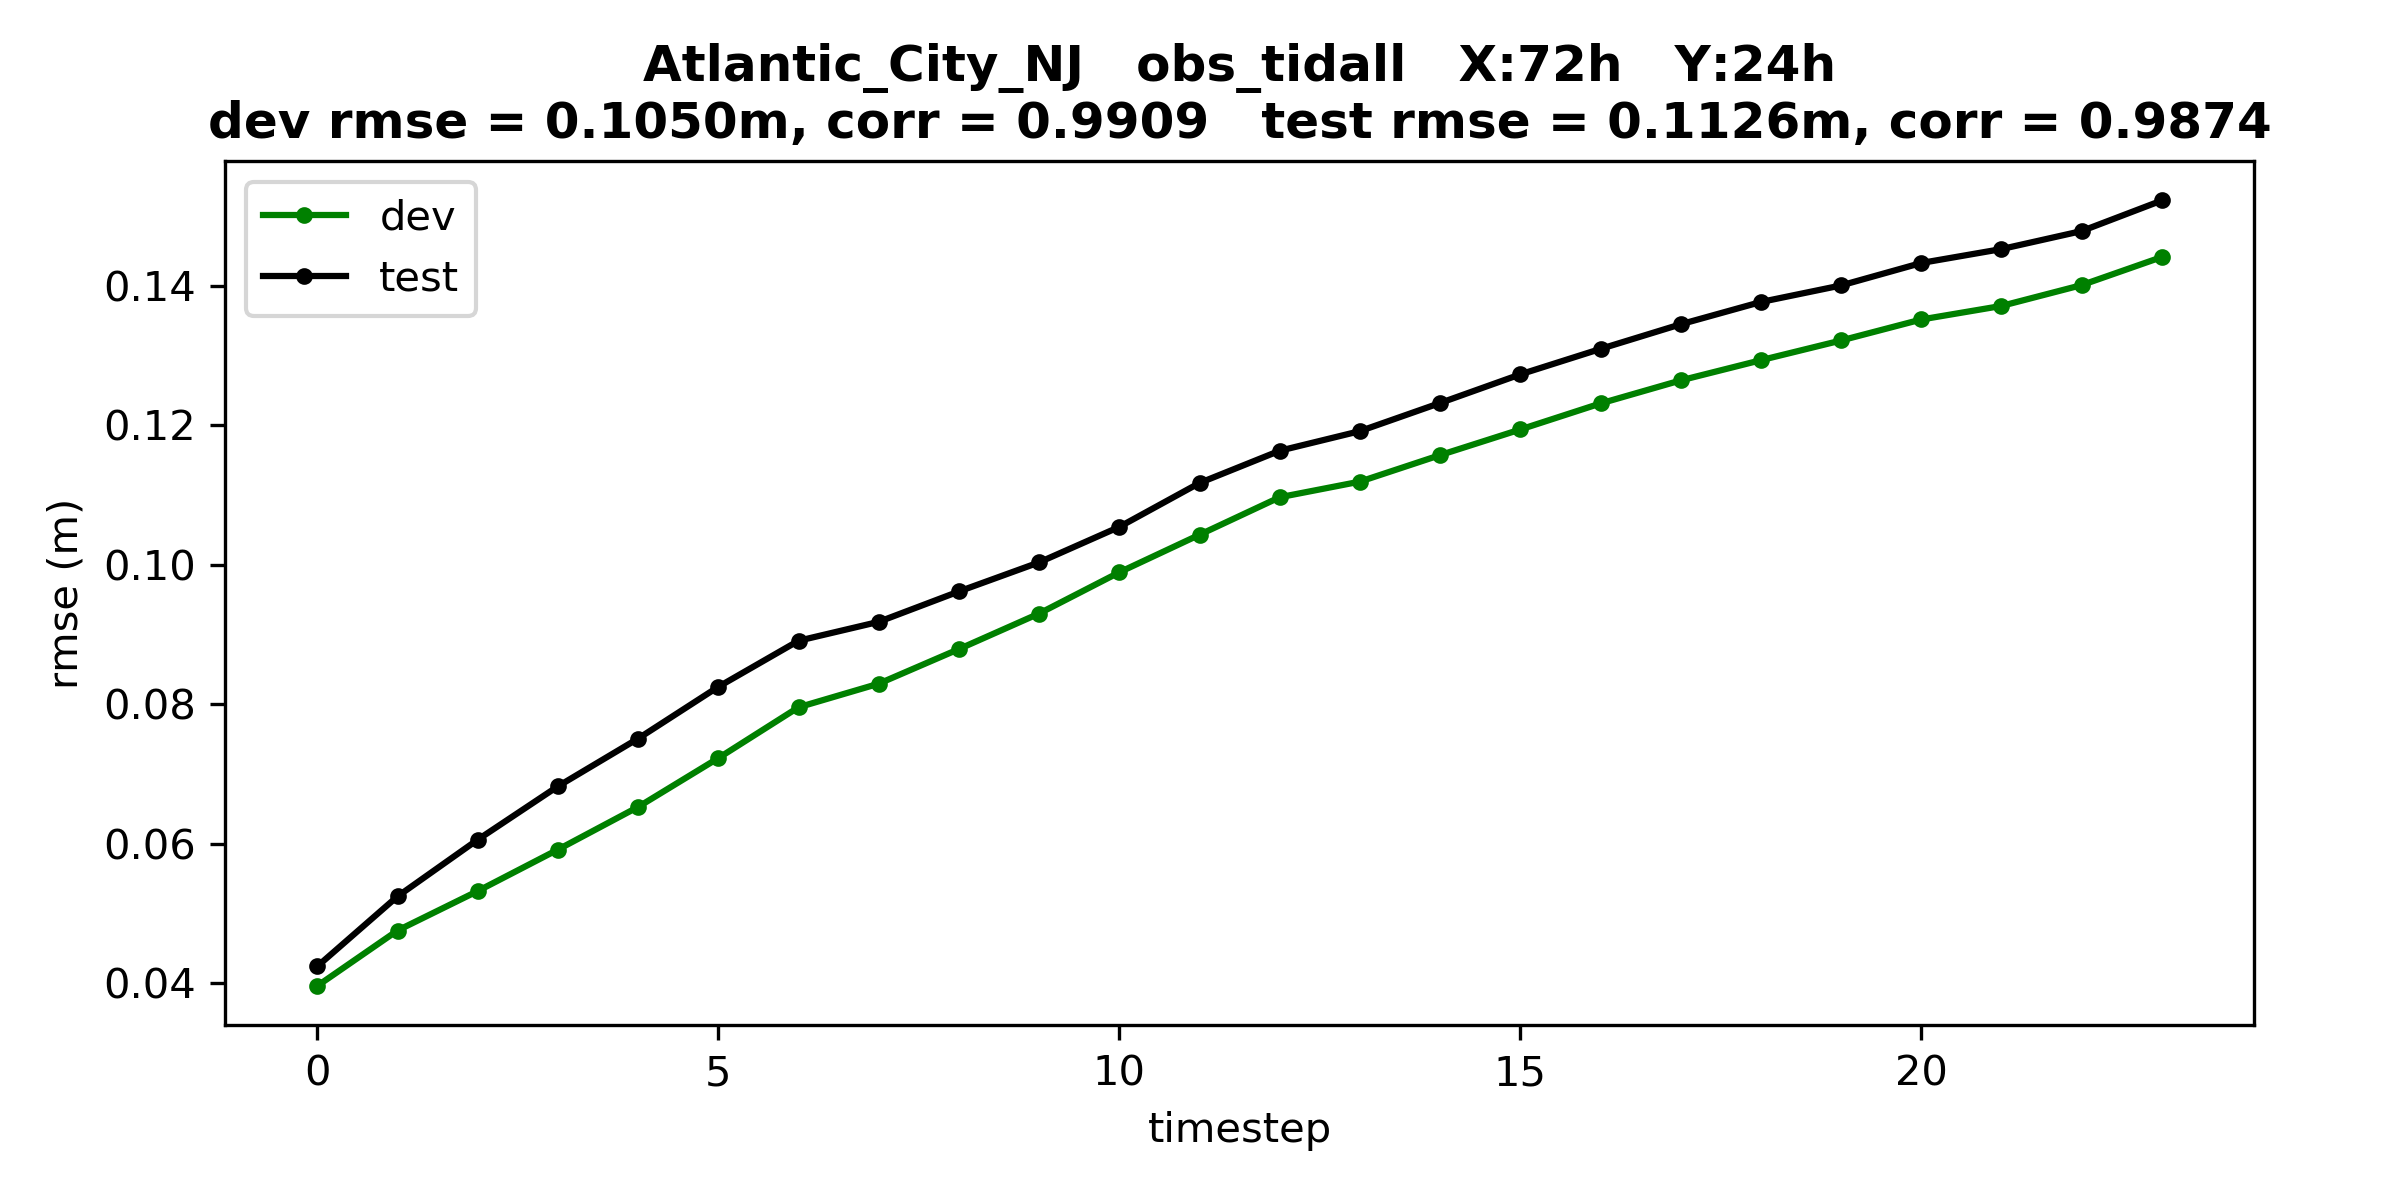 Atlantic_City_NJ obs_tidall X:72h Y:24h
dev rmse = 0.1050m, corr = 0.9909 test rmse = 0.1126m, corr = 0.9874
dev
test
0.14
0.12
0.10
0.08
0.06
0.04
rmse (m)
0 5 10 15 20
timestep